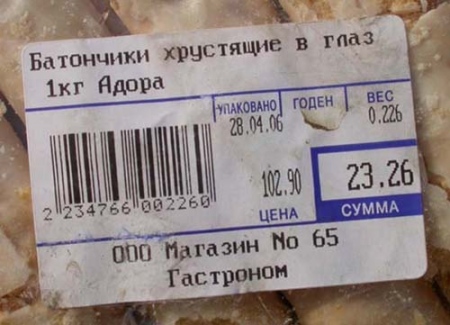 Батончики хрустящие в глаз
1кг Адора
УПАКОВАНО ГОДЕН ВЕС
28.04.06 0.226
102.90 23.26
ЦЕНА СУММА
2 234766 002260
ООО Магазин No 65
Гастроном